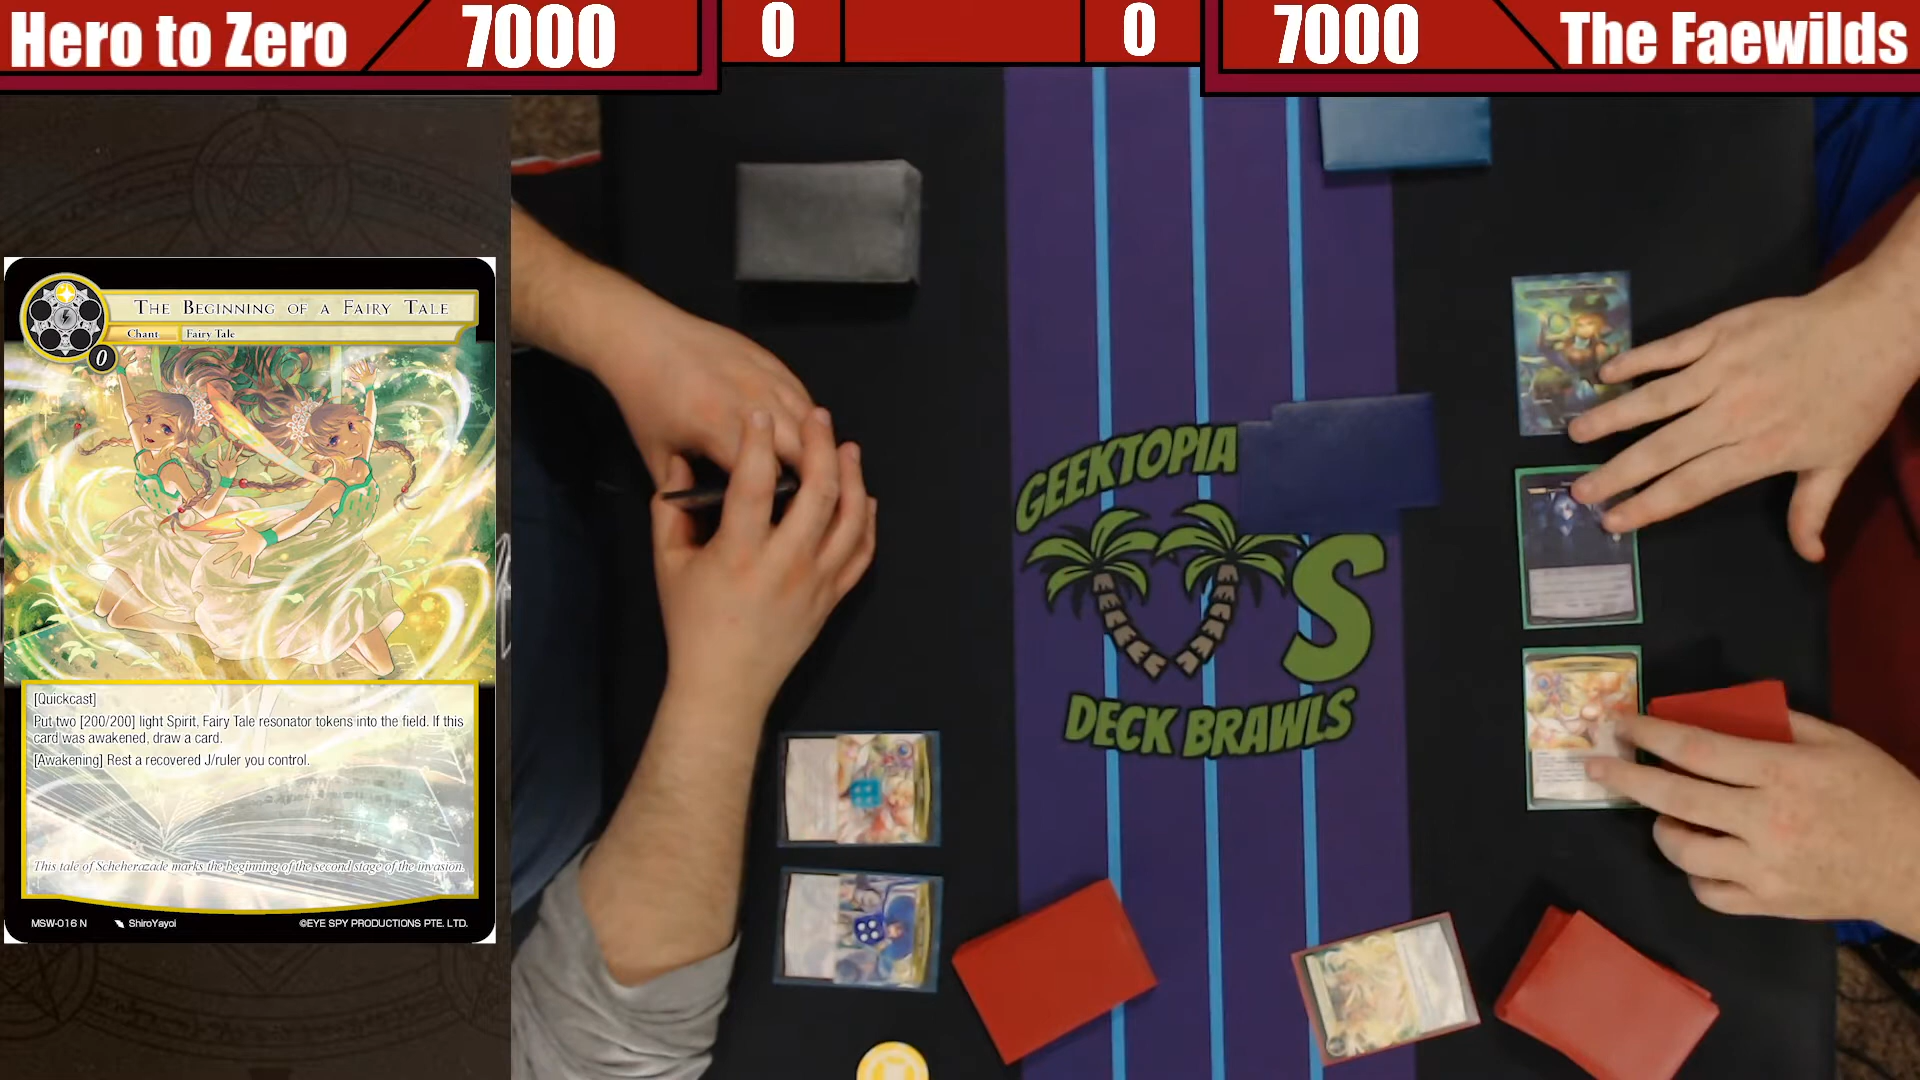 Hero to Zero
7000
0
0
7000
The Faewilds
THE BEGINNING OF A FAIRY TALE
Chant
Fairy Tale
0
[Quickcast]
Put two [200/200] light Spirit, Fairy Tale resonator tokens into the field. If this
card was awakened, draw a card.
[Awakening] Rest a recovered J/ruler you control.
This tale of Scheherazade marks the beginning of the second stage of the invasion.
MSW-016 N
ShiroYayoi
©EYE SPY PRODUCTIONS PTE. LTD.
GEEKTOPIA
VS
DECK BRAWLS